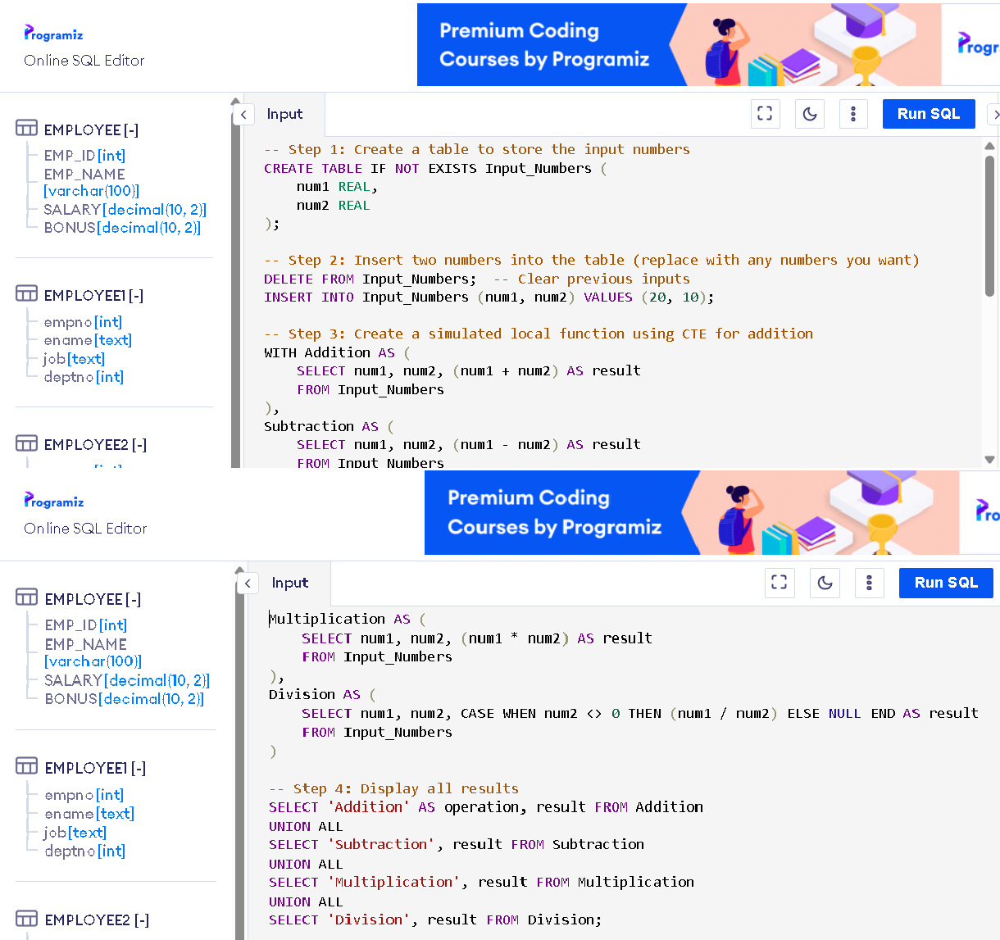 Programiz
Online SQL Editor
Premium Coding
Courses by Programiz
Progr
Input
Run SQL
EMPLOYEE [-]
EMP_ID [int]
EMP_NAME
[varchar(100)]
SALARY [decimal(10, 2)]
BONUS [decimal(10, 2)]
EMPLOYEE1 [-]
empno [int]
ename [text]
job [text]
deptno [int]
EMPLOYEE2 [-]
-- Step 1: Create a table to store the input numbers
CREATE TABLE IF NOT EXISTS Input_Numbers (
    num1 REAL,
    num2 REAL
);
-- Step 2: Insert two numbers into the table (replace with any numbers you want)
DELETE FROM Input_Numbers;  -- Clear previous inputs
INSERT INTO Input_Numbers (num1, num2) VALUES (20, 10);
-- Step 3: Create a simulated local function using CTE for addition
WITH Addition AS (
    SELECT num1, num2, (num1 + num2) AS result
    FROM Input_Numbers
),
Subtraction AS (
    SELECT num1, num2, (num1 - num2) AS result
    FROM Input_Numbers
Programiz
Online SQL Editor
Premium Coding
Courses by Programiz
Pro
Input
Run SQL
EMPLOYEE [-]
EMP_ID [int]
EMP_NAME
[varchar(100)]
SALARY [decimal(10, 2)]
BONUS [decimal(10, 2)]
EMPLOYEE1 [-]
empno [int]
ename [text]
job [text]
deptno [int]
EMPLOYEE2 [-]
Multiplication AS (
    SELECT num1, num2, (num1 * num2) AS result
    FROM Input_Numbers
),
Division AS (
    SELECT num1, num2, CASE WHEN num2 <> 0 THEN (num1 / num2) ELSE NULL END AS result
    FROM Input_Numbers
)
-- Step 4: Display all results
SELECT 'Addition' AS operation, result FROM Addition
UNION ALL
SELECT 'Subtraction', result FROM Subtraction
UNION ALL
SELECT 'Multiplication', result FROM Multiplication
UNION ALL
SELECT 'Division', result FROM Division;